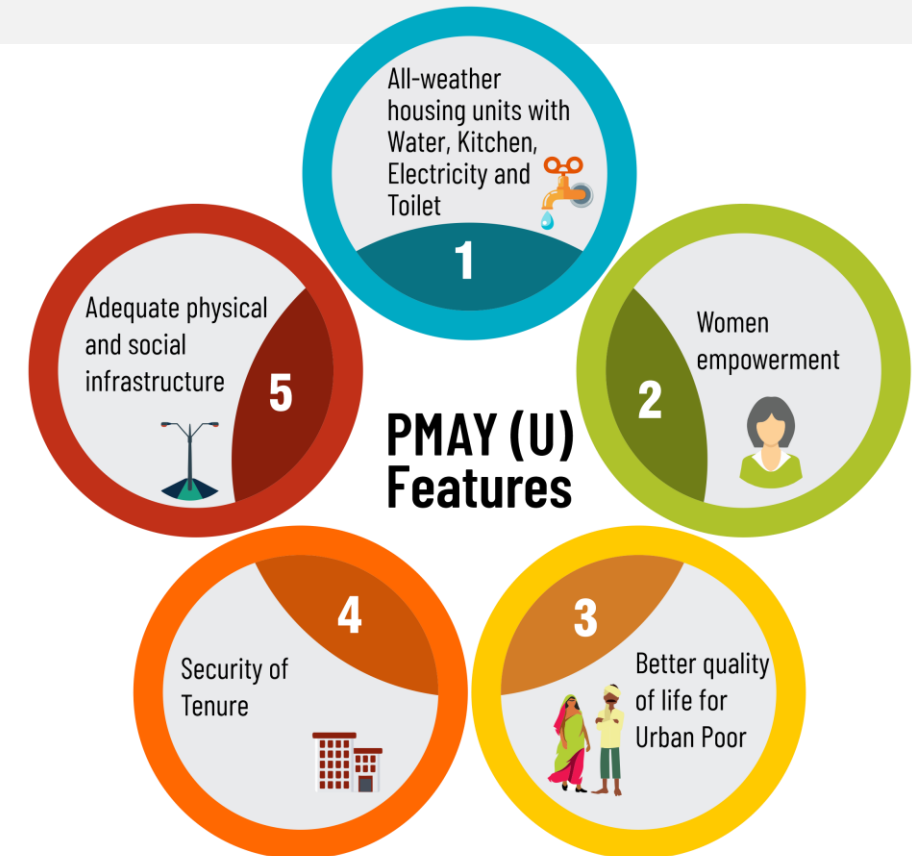 All-weather
housing units with
Water, Kitchen,
Electricity and
Toilet
1
Women
empowerment
2
3
Better quality
of life for
Urban Poor
4
Security of
Tenure
Adequate physical
and social
infrastructure
5
PMAY (U)
Features